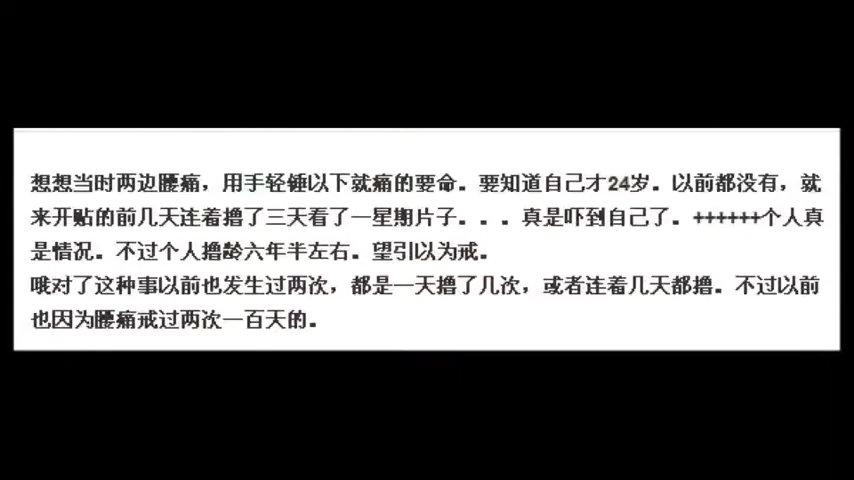 想想当时两边腰痛，用手轻锤以下就痛的要命。要知道自己才24岁。以前都没有，就
来开贴的前几天连着撸了三天看了一星期片子．．．真是吓到自己了。++++++个人真
是情况。不过个人撸龄六年半左右。望引以为戒。
哦对了这种事以前也发生过两次，都是一天撸了几次，或者连着几天都撸。不过以前
也因为腰痛戒过两次一百天的。